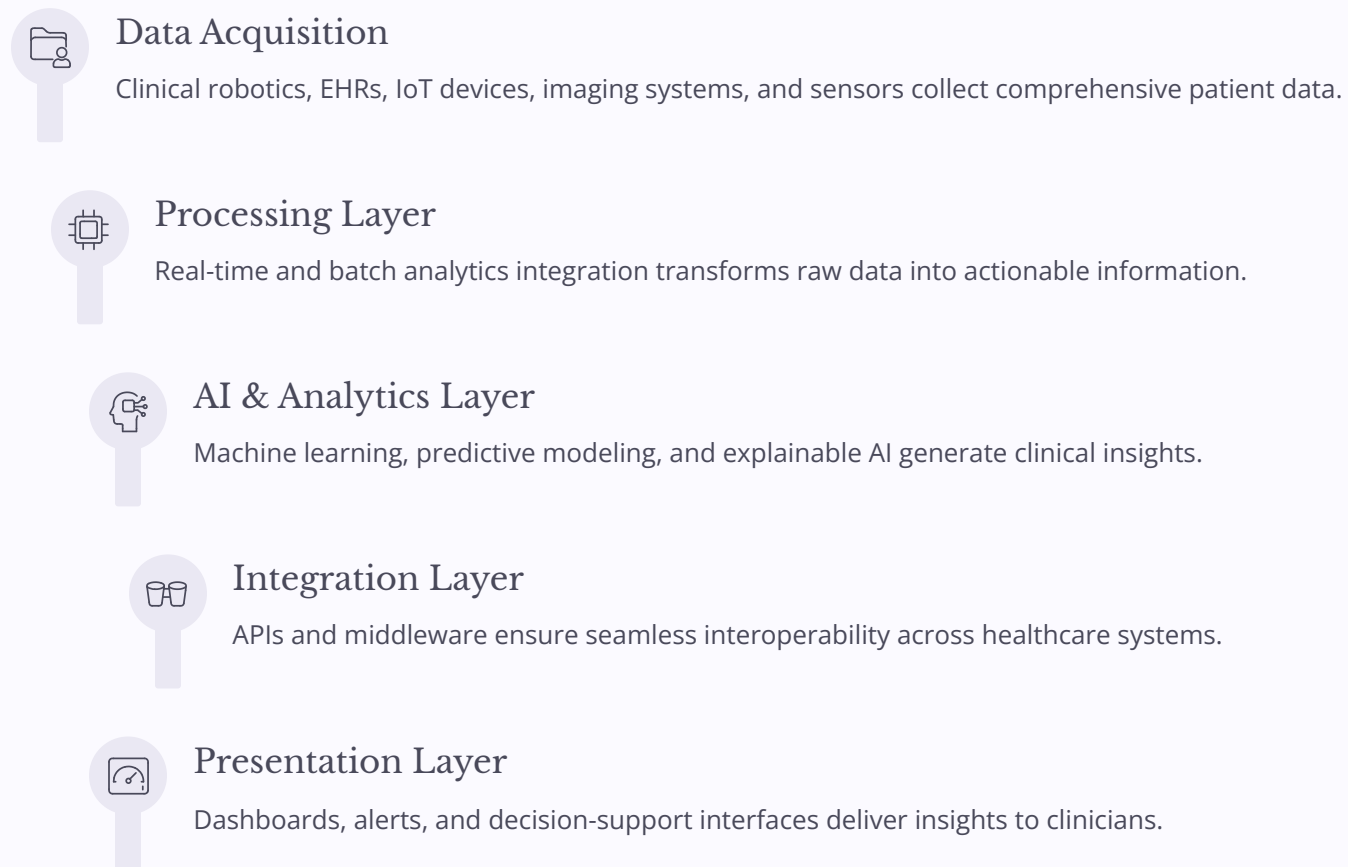 Data Acquisition
Clinical robotics, EHRs, IoT devices, imaging systems, and sensors collect comprehensive patient data.
Processing Layer
Real-time and batch analytics integration transforms raw data into actionable information.
AI & Analytics Layer
Machine learning, predictive modeling, and explainable AI generate clinical insights.
Integration Layer
APIs and middleware ensure seamless interoperability across healthcare systems.
Presentation Layer
Dashboards, alerts, and decision-support interfaces deliver insights to clinicians.